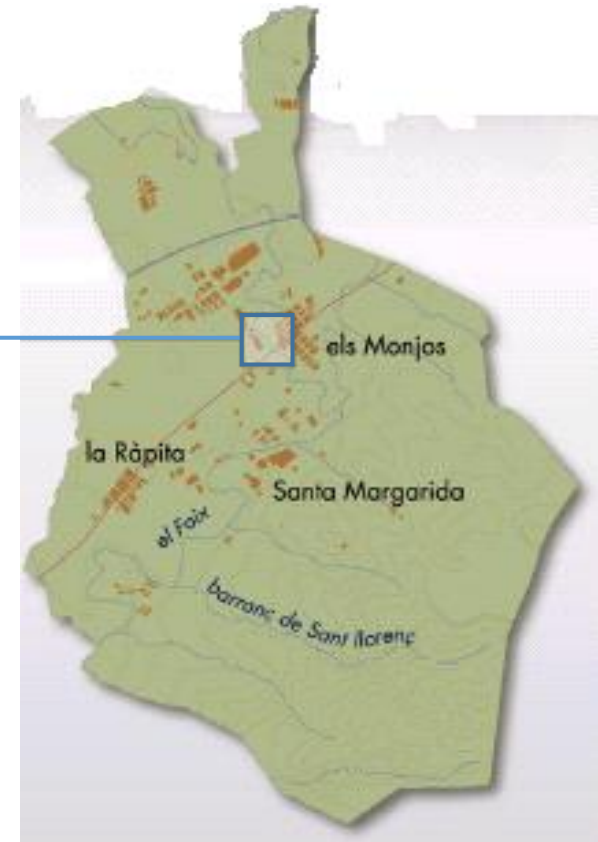 els Monjos
la Ràpita
Santa Margarida
el Foix
barranc de Sant llorenç